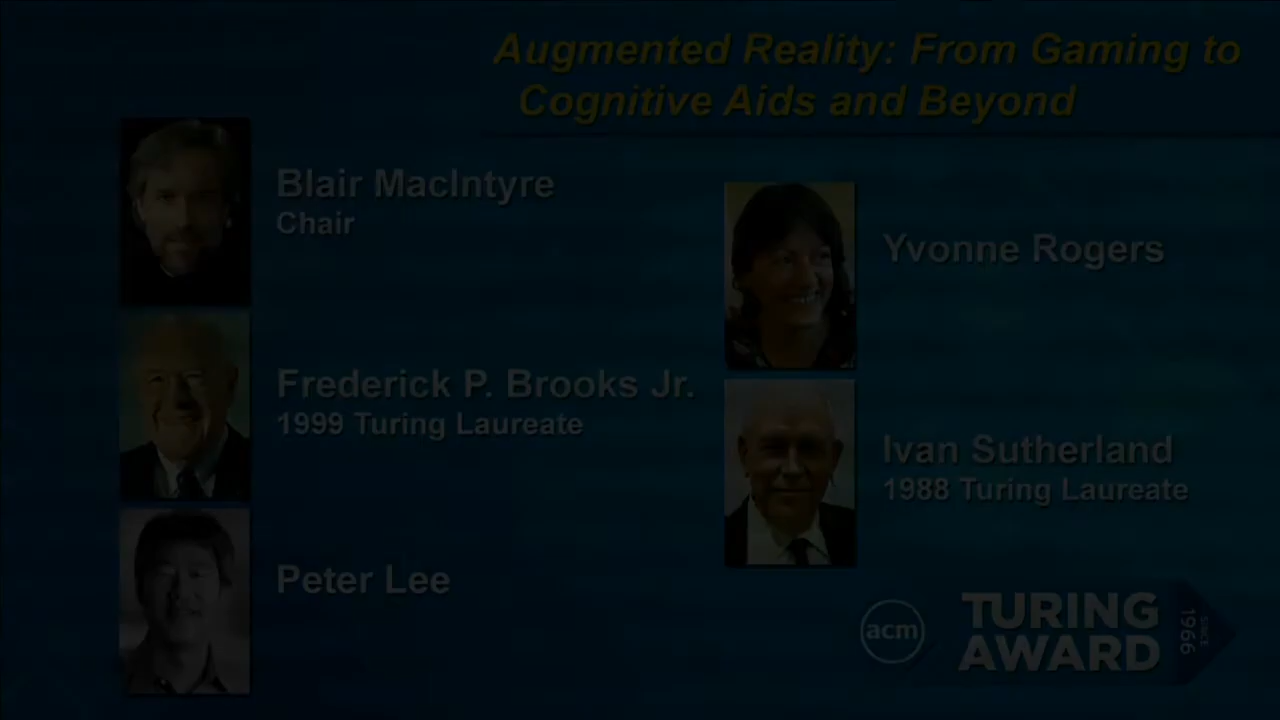 Augmented Reality: From Gaming to
Cognitive Aids and Beyond
Blair MacIntyre
Chair
Frederick P. Brooks Jr.
1999 Turing Laureate
Peter Lee
Yvonne Rogers
Ivan Sutherland
1988 Turing Laureate
acm
TURING
AWARD
SINCE
1966